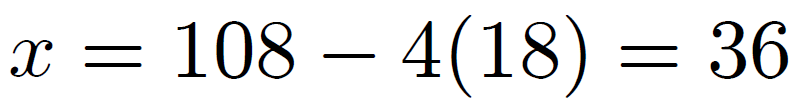 x = 108 − 4(18) = 36